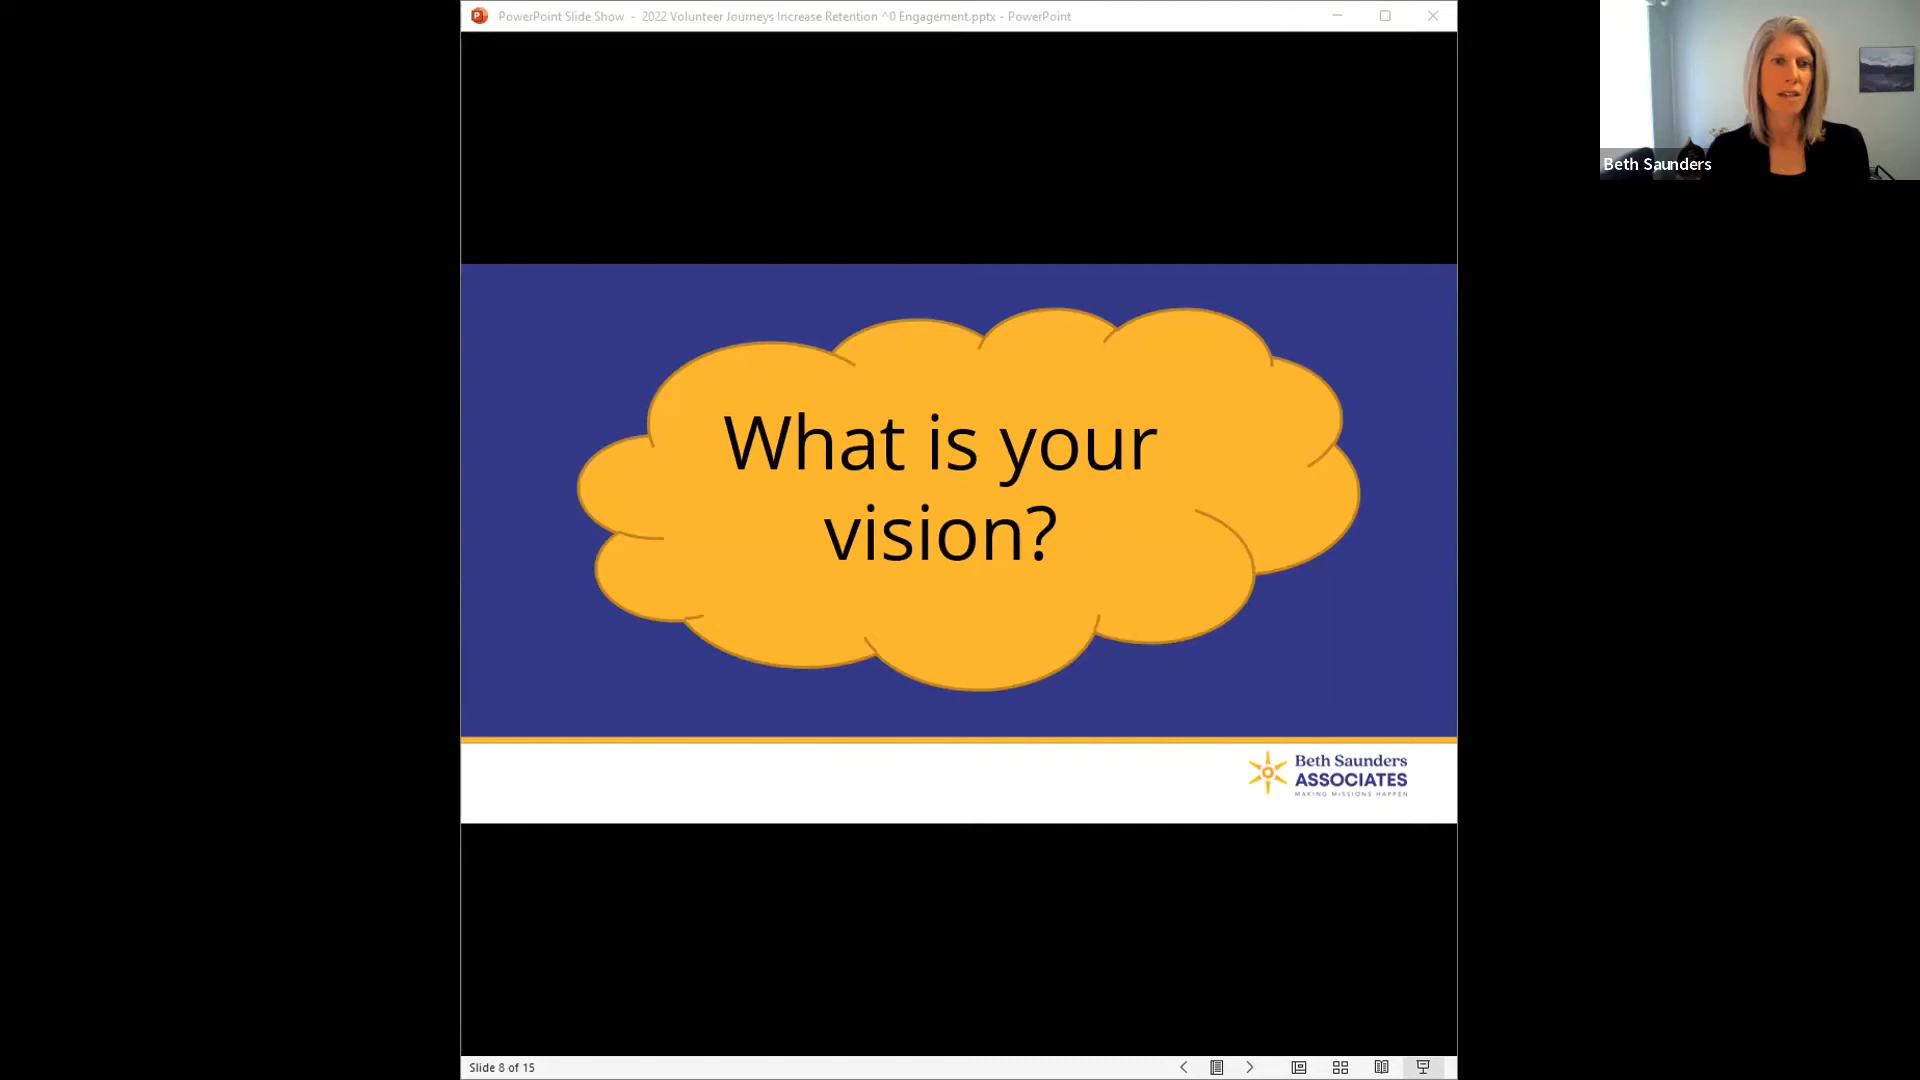 PowerPoint Slide Show - 2022 Volunteer Journeys Increase Retention ^0 Engagement.pptx - PowerPoint
Beth Saunders
What is your
vision?
Beth Saunders
ASSOCIATES
MAKING MISSIONS HAPPEN
Slide 8 of 15